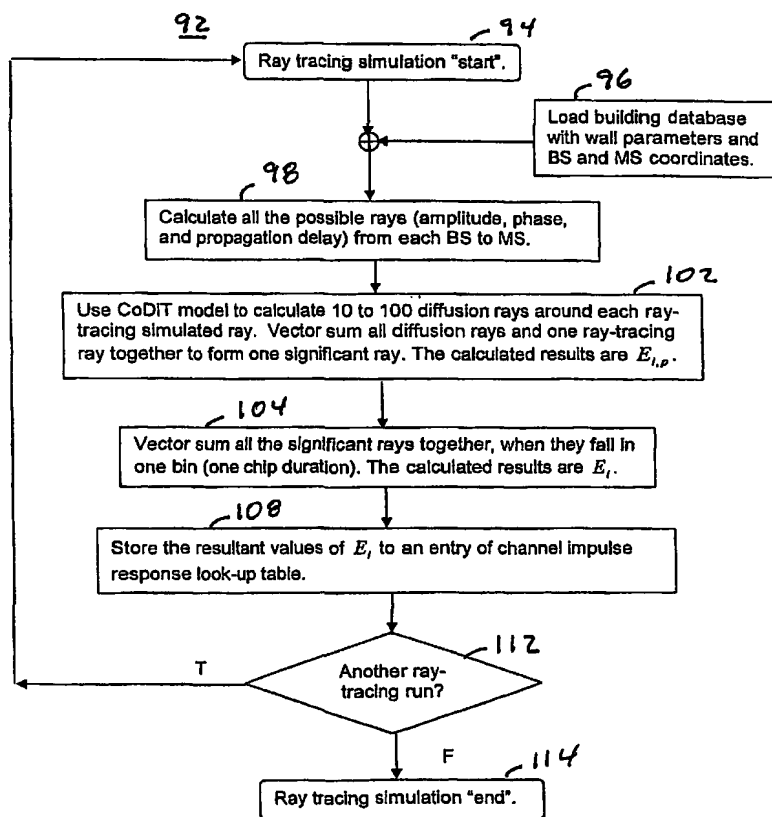 92
94
Ray tracing simulation "start".
96
Load building database
with wall parameters and
BS and MS coordinates.
98
Calculate all the possible rays (amplitude, phase,
and propagation delay) from each BS to MS.
102
Use CoDiT model to calculate 10 to 100 diffusion rays around each ray-
tracing simulated ray. Vector sum all diffusion rays and one ray-tracing
ray together to form one significant ray. The calculated results are E_{l,p}.
104
Vector sum all the significant rays together, when they fall in
one bin (one chip duration). The calculated results are E_l.
108
Store the resultant values of E_l to an entry of channel impulse
response look-up table.
112
T
Another ray-
tracing run?
F
114
Ray tracing simulation "end".